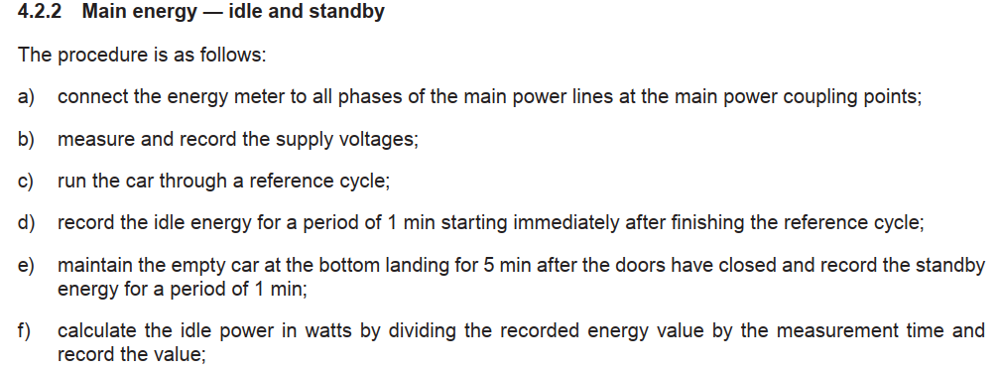 4.2.2 Main energy — idle and standby
The procedure is as follows:
a) connect the energy meter to all phases of the main power lines at the main power coupling points;
b) measure and record the supply voltages;
c) run the car through a reference cycle;
d) record the idle energy for a period of 1 min starting immediately after finishing the reference cycle;
e) maintain the empty car at the bottom landing for 5 min after the doors have closed and record the standby
energy for a period of 1 min;
f) calculate the idle power in watts by dividing the recorded energy value by the measurement time and
record the value;